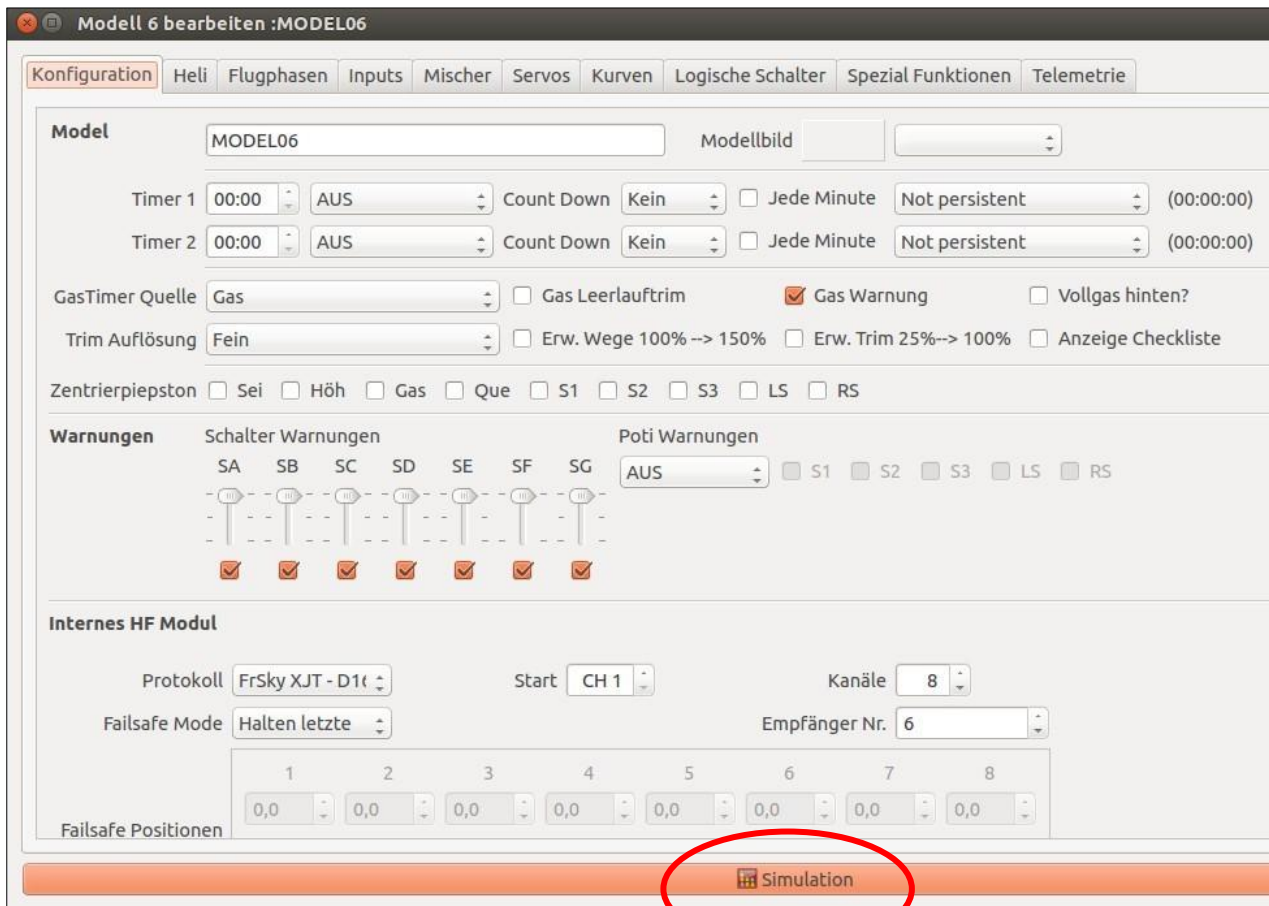 Modell 6 bearbeiten :MODEL06
Konfiguration Heli Flugphasen Inputs Mischer Servos Kurven Logische Schalter Spezial Funktionen Telemetrie
Model MODEL06 Modellbild
Timer 1 00:00 AUS Count Down Kein Jede Minute Not persistent (00:00:00)
Timer 2 00:00 AUS Count Down Kein Jede Minute Not persistent (00:00:00)
GasTimer Quelle Gas Gas Leerlauftrim Gas Warnung Vollgas hinten?
Trim Auflösung Fein Erw. Wege 100% --> 150% Erw. Trim 25%--> 100% Anzeige Checkliste
Zentrierpiepston Sei Höh Gas Que S1 S2 S3 LS RS
Warnungen Schalter Warnungen Poti Warnungen
SA SB SC SD SE SF SG
AUS S1 S2 S3 LS RS
Internes HF Modul
Protokoll FrSky XJT - D16 Start CH 1 Kanäle 8
Failsafe Mode Halten letzte Empfänger Nr. 6
1 2 3 4 5 6 7 8
0,0 0,0 0,0 0,0 0,0 0,0 0,0 0,0
Failsafe Positionen
Simulation